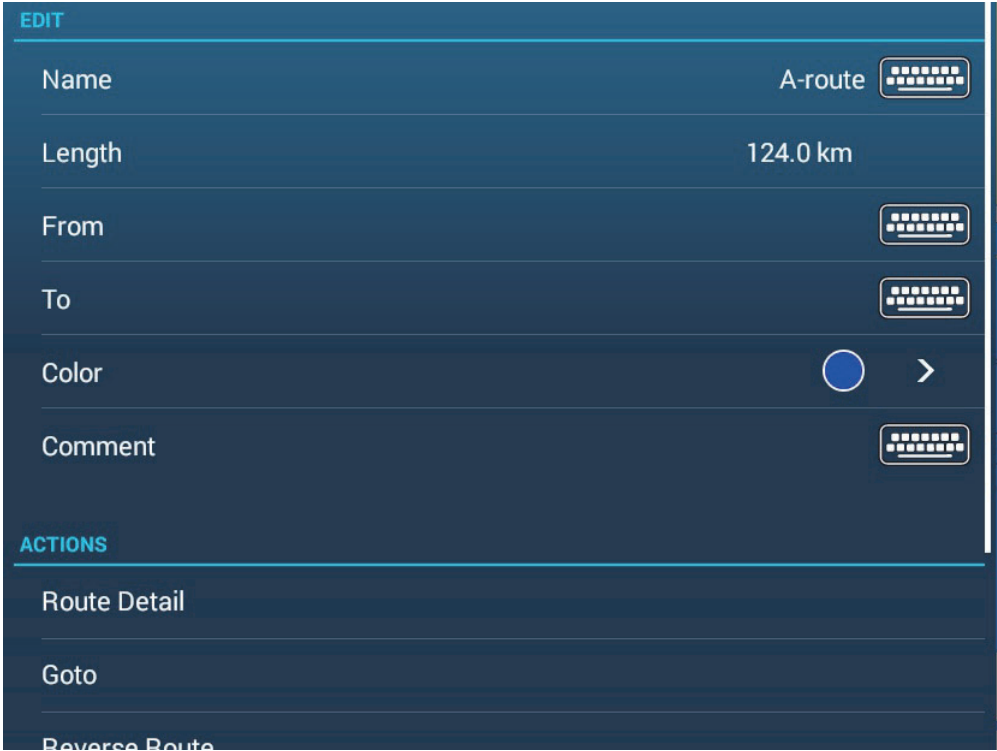 EDIT
Name A-route
Length 124.0 km
From
To
Color
Comment
ACTIONS
Route Detail
Goto
Reverse Route